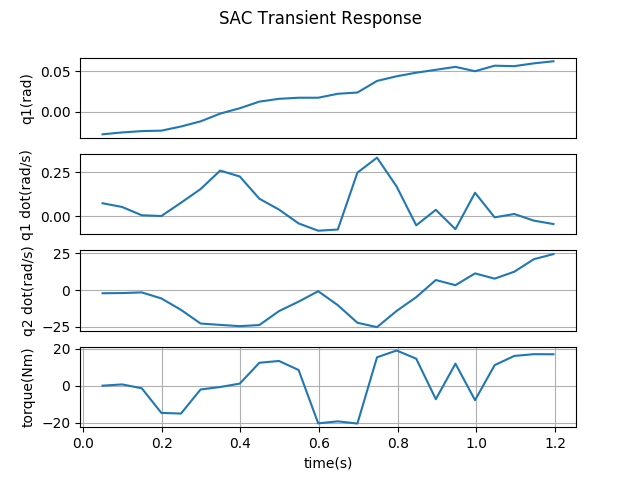 SAC Transient Response
q1(rad)
0.05
0.00
q1 dot(rad/s)
0.25
0.00
q2 dot(rad/s)
25
0
−25
torque(Nm)
20
0
−20
0.0 0.2 0.4 0.6 0.8 1.0 1.2
time(s)